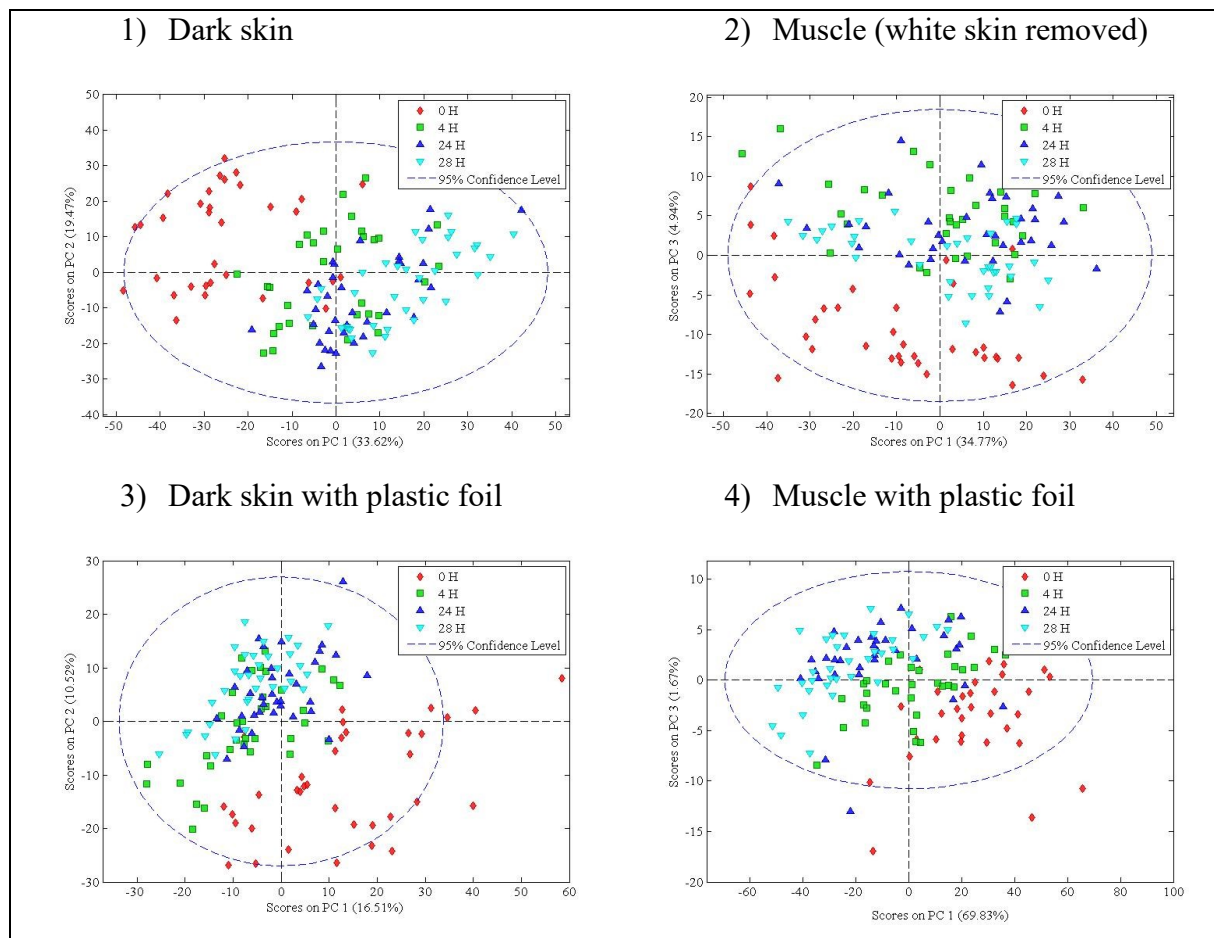 1) Dark skin
2) Muscle (white skin removed)
50
40
30
20
10
0
-10
-20
-30
-40
-50 -40 -30 -20 -10 0 10 20 30 40 50
Scores on PC 2 (19.47%)
Scores on PC 1 (33.62%)
0 H
4 H
24 H
28 H
95% Confidence Level
20
15
10
5
0
-5
-10
-15
-20
-50 -40 -30 -20 -10 0 10 20 30 40 50
Scores on PC 3 (4.94%)
Scores on PC 1 (34.77%)
0 H
4 H
24 H
28 H
95% Confidence Level
3) Dark skin with plastic foil
4) Muscle with plastic foil
30
20
10
0
-10
-20
-30
-30 -20 -10 0 10 20 30 40 50 60
Scores on PC 2 (10.52%)
Scores on PC 1 (16.51%)
0 H
4 H
24 H
28 H
95% Confidence Level
10
5
0
-5
-10
-15
-20
-60 -40 -20 0 20 40 60 80 100
Scores on PC 3 (1.67%)
Scores on PC 1 (69.83%)
0 H
4 H
24 H
28 H
95% Confidence Level